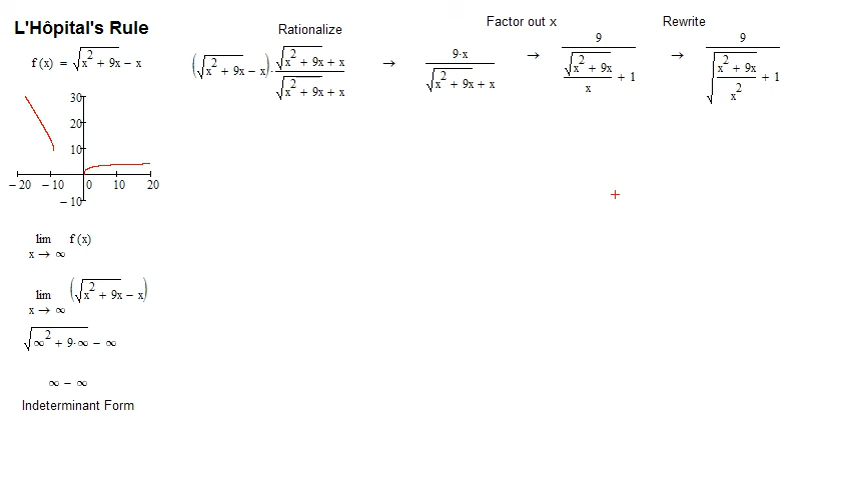 L'Hôpital's Rule
f(x) = √(x² + 9x) − x
30
20
10
− 20 − 10 0 10 20
− 10
lim f(x)
x → ∞
lim (√(x² + 9x) − x)
x → ∞
√(∞² + 9·∞) − ∞
∞ − ∞
Indeterminant Form
Rationalize
(√(x² + 9x) − x) · (√(x² + 9x) + x) / (√(x² + 9x) + x)
→
9·x / (√(x² + 9x) + x)
Factor out x
→
9 / (√(x² + 9x) / x + 1)
Rewrite
→
9 / (√((x² + 9x) / x²) + 1)